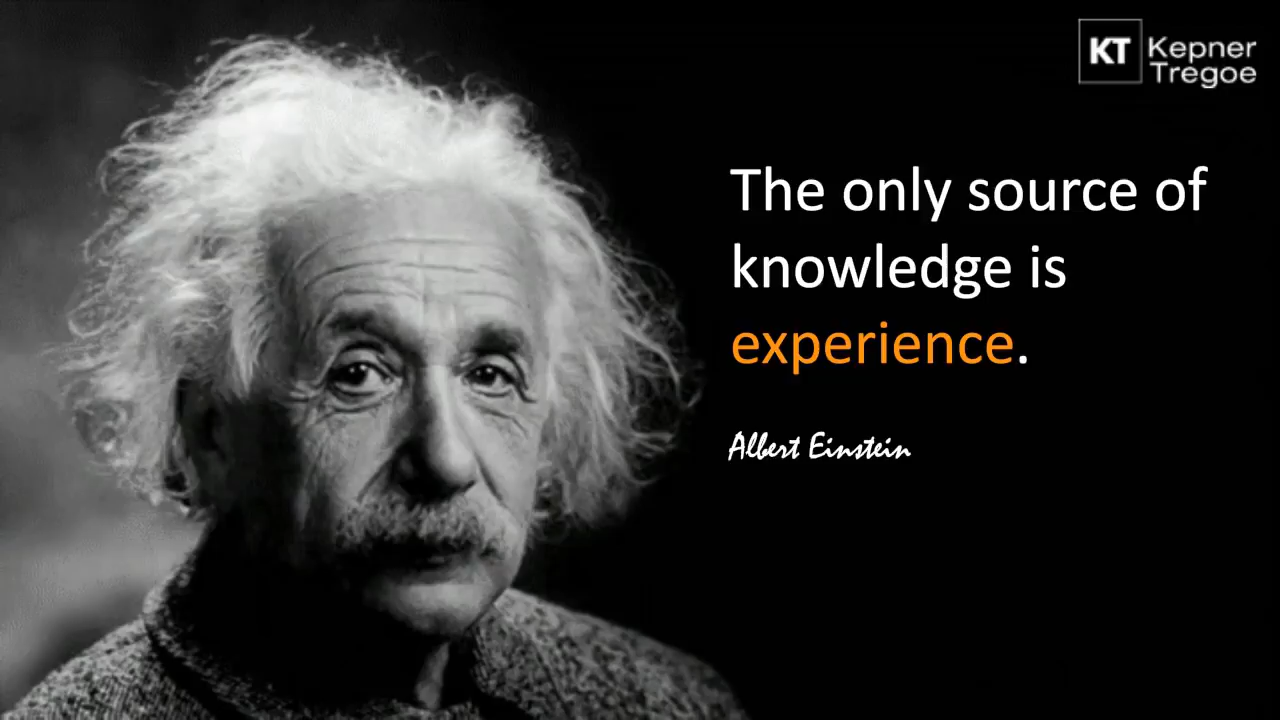 KT Kepner
Tregoe
The only source of
knowledge is
experience.
Albert Einstein